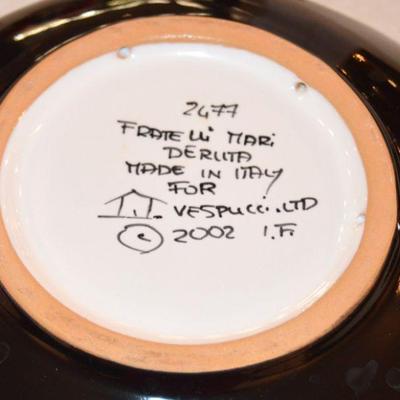 2477
FRATELLI MARI
DERUTA
MADE IN ITALY
FOR
VESPUCCI.LTD
© 2002 I.F.